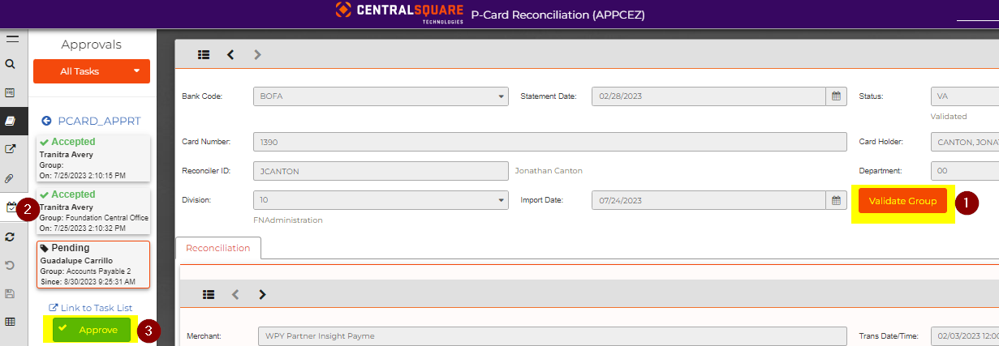 CENTRALSQUARE
TECHNOLOGIES
P-Card Reconciliation (APPCEZ)
Approvals
All Tasks
PCARD_APPRT
Accepted
Tranitra Avery
Group:
On: 7/25/2023 2:10:15 PM
Accepted
Tranitra Avery
Group: Foundation Central Office
On: 7/25/2023 2:10:32 PM
2
Pending
Guadalupe Carrillo
Group: Accounts Payable 2
Since: 8/30/2023 9:25:31 AM
Link to Task List
Approve
3
Bank Code: BOFA Statement Date: 02/28/2023 Status: VA
Validated
Card Number: 1390 Card Holder: CANTON, JONA
Reconciler ID: JCANTON Jonathan Canton Department: 00
Division: 10 Import Date: 07/24/2023 Validate Group 1
FNAdministration
Reconciliation
Merchant: WPY Partner Insight Payme Trans Date/Time: 02/03/2023 12:00